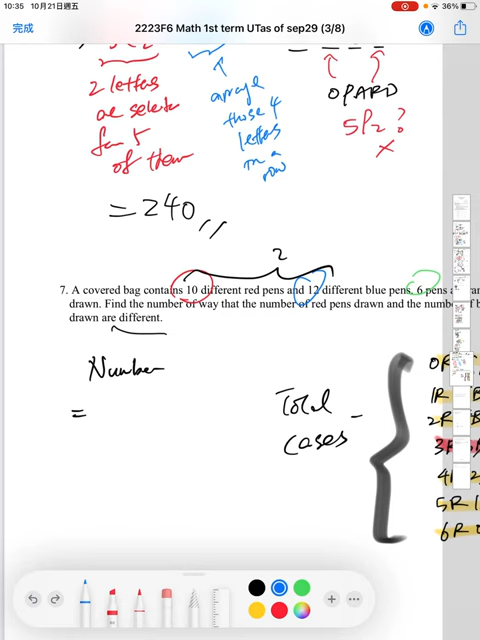 10:35 10月21日週五
36%
完成
2223F6 Math 1st term UTas of sep29 (3/8)
2 letters
are selected
for 5
of them
arrange
those 4
letters
in a
row
OPARD
5P2 ?
×
= 240 ,,
2
7. A covered bag contains 10 different red pens and 12 different blue pens. 6 pens a
drawn. Find the number of way that the number of red pens drawn and the number of b
drawn are different.
Number
=
Total
cases
-
0R
1R
2R
3R
4R
5R
6R